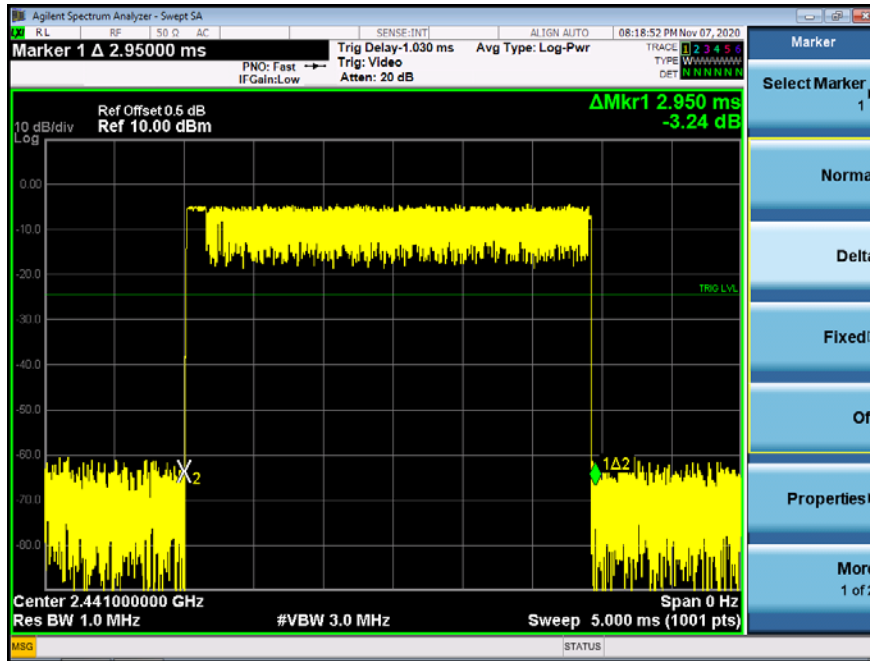 Agilent Spectrum Analyzer - Swept SA
LXI RL RF 50 Ω AC SENSE:INT ALIGN AUTO 08:18:52 PM Nov 07, 2020
Marker 1 Δ 2.95000 ms
Trig Delay-1.030 ms Avg Type: Log-Pwr TRACE 1 2 3 4 5 6
PNO: Fast Trig: Video TYPE WWWWWW
IFGain:Low Atten: 20 dB DET N N N N N N
ΔMkr1 2.950 ms
-3.24 dB
Ref Offset 0.5 dB
10 dB/div Ref 10.00 dBm
Log
0.00
-10.0
-20.0
TRIG LVL
-30.0
-40.0
-50.0
-60.0
2
1Δ2
-70.0
-80.0
Center 2.441000000 GHz Span 0 Hz
Res BW 1.0 MHz #VBW 3.0 MHz Sweep 5.000 ms (1001 pts)
MSG STATUS
Marker
Select Marker
1
Norma
Delta
Fixed
Of
Properties
More
1 of 2